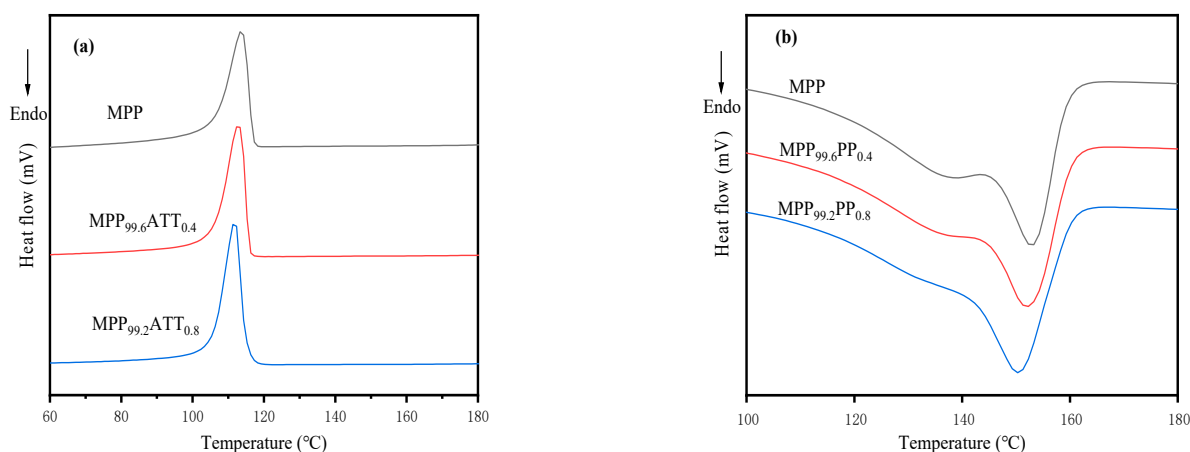 (a)
Endo
MPP
MPP99.6ATT0.4
MPP99.2ATT0.8
Heat flow (mV)
60 80 100 120 140 160 180
Temperature (℃)
(b)
Endo
MPP
MPP99.6PP0.4
MPP99.2PP0.8
Heat flow (mV)
100 120 140 160 180
Temperature (℃)